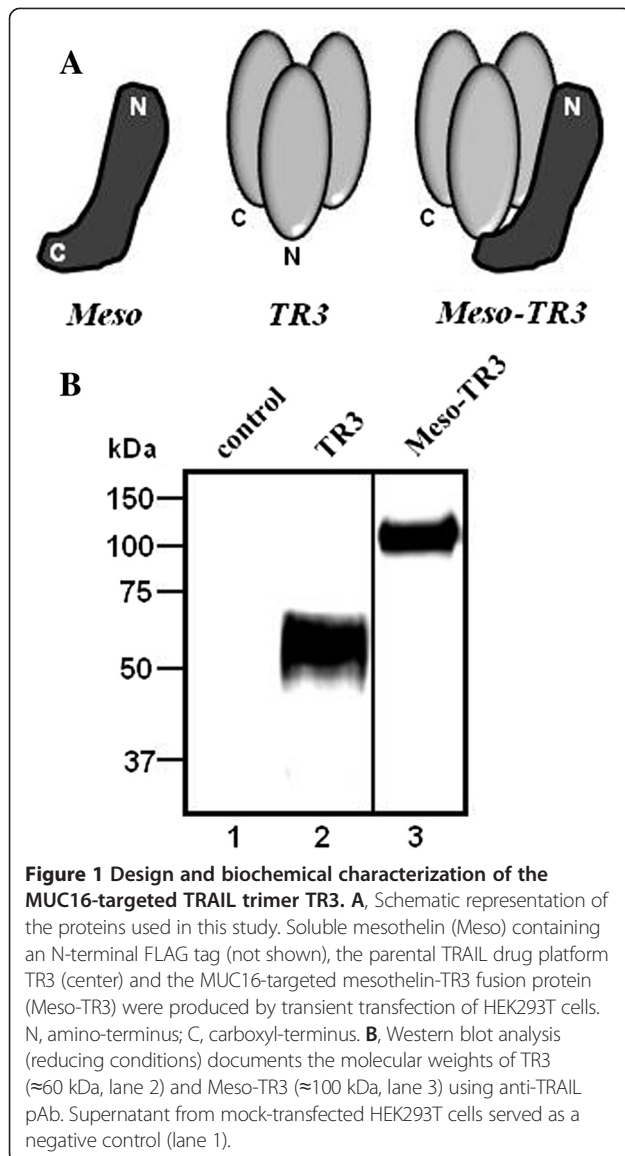 A
N
C
C
N
N
C
Meso
TR3
Meso-TR3
B
kDa
control
TR3
Meso-TR3
150
100
75
50
37
1
2
3
Figure 1 Design and biochemical characterization of the
MUC16-targeted TRAIL trimer TR3. A, Schematic representation of
the proteins used in this study. Soluble mesothelin (Meso) containing
an N-terminal FLAG tag (not shown), the parental TRAIL drug platform
TR3 (center) and the MUC16-targeted mesothelin-TR3 fusion protein
(Meso-TR3) were produced by transient transfection of HEK293T cells.
N, amino-terminus; C, carboxyl-terminus. B, Western blot analysis
(reducing conditions) documents the molecular weights of TR3
(≈60 kDa, lane 2) and Meso-TR3 (≈100 kDa, lane 3) using anti-TRAIL
pAb. Supernatant from mock-transfected HEK293T cells served as a
negative control (lane 1).